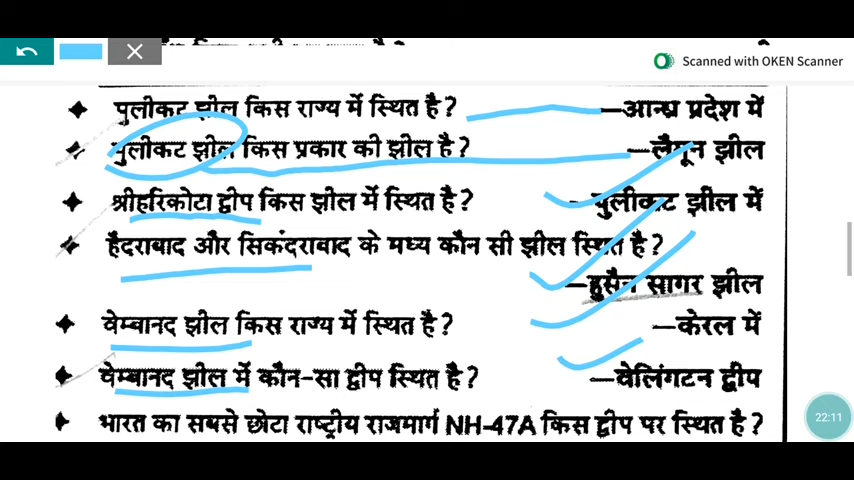 Scanned with OKEN Scanner
पुलीकट झील किस राज्य में स्थित है? —आन्ध्र प्रदेश में
पुलीकट झील किस प्रकार की झील है? —लैगून झील
श्रीहरिकोटा द्वीप किस झील में स्थित है? —पुलीकट झील में
हैदराबाद और सिकंदराबाद के मध्य कौन सी झील स्थित है?
—हुसैन सागर झील
वेम्बानद झील किस राज्य में स्थित है? —केरल में
वेम्बानद झील में कौन-सा द्वीप स्थित है? —वेलिंगटन द्वीप
भारत का सबसे छोटा राष्ट्रीय राजमार्ग NH-47A किस द्वीप पर स्थित है?
22:11